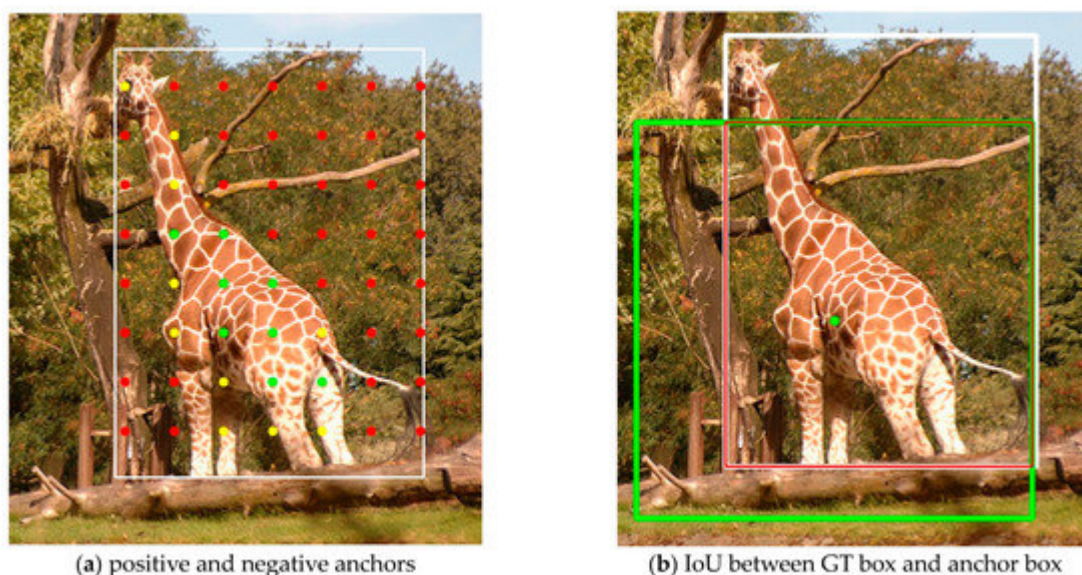 (a) positive and negative anchors
(b) IoU between GT box and anchor box